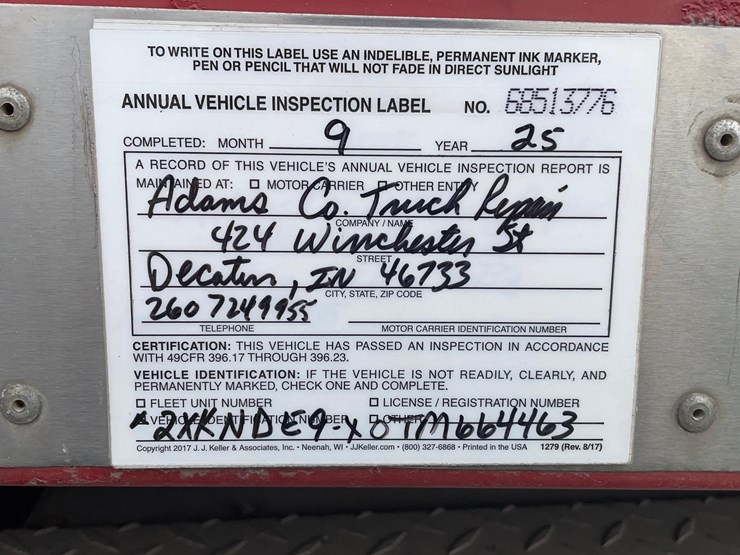 TO WRITE ON THIS LABEL USE AN INDELIBLE, PERMANENT INK MARKER,
PEN OR PENCIL THAT WILL NOT FADE IN DIRECT SUNLIGHT
ANNUAL VEHICLE INSPECTION LABEL NO. 68513776
COMPLETED: MONTH 9 YEAR 25
A RECORD OF THIS VEHICLE'S ANNUAL VEHICLE INSPECTION REPORT IS
MAINTAINED AT: ☐ MOTOR CARRIER ☐ OTHER ENTITY
Adams Co. Truck Repair
COMPANY / NAME
424 Winchester St
STREET
Decatur, IN 46733
CITY, STATE, ZIP CODE
260 7249955
TELEPHONE MOTOR CARRIER IDENTIFICATION NUMBER
CERTIFICATION: THIS VEHICLE HAS PASSED AN INSPECTION IN ACCORDANCE
WITH 49CFR 396.17 THROUGH 396.23.
VEHICLE IDENTIFICATION: IF THE VEHICLE IS NOT READILY, CLEARLY, AND
PERMANENTLY MARKED, CHECK ONE AND COMPLETE.
☐ FLEET UNIT NUMBER ☐ LICENSE / REGISTRATION NUMBER
☐ VEHICLE IDENTIFICATION NUMBER ☐ OTHER
Copyright 2017 J. J. Keller & Associates, Inc. • Neenah, WI • JJKeller.com • (800) 327-6868 • Printed in the USA 1279 (Rev. 8/17)